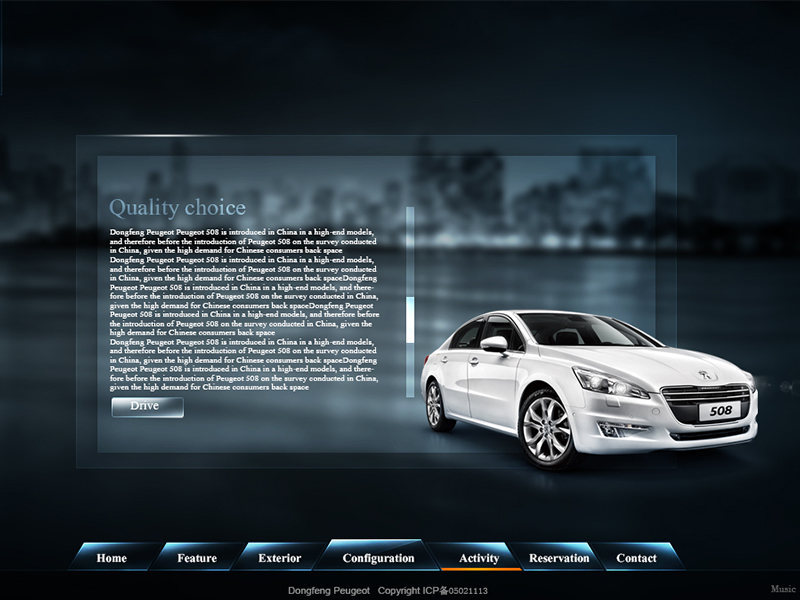 Quality choice
Dongfeng Peugeot Peugeot 508 is introduced in China in a high-end models,
and therefore before the introduction of Peugeot 508 on the survey conducted
in China, given the high demand for Chinese consumers back space
Dongfeng Peugeot Peugeot 508 is introduced in China in a high-end models,
and therefore before the introduction of Peugeot 508 on the survey conducted
in China, given the high demand for Chinese consumers back spaceDongfeng
Peugeot Peugeot 508 is introduced in China in a high-end models, and there-
fore before the introduction of Peugeot 508 on the survey conducted in China,
given the high demand for Chinese consumers back spaceDongfeng Peugeot
Peugeot 508 is introduced in China in a high-end models, and therefore before
the introduction of Peugeot 508 on the survey conducted in China, given the
high demand for Chinese consumers back space
Dongfeng Peugeot Peugeot 508 is introduced in China in a high-end models,
and therefore before the introduction of Peugeot 508 on the survey conducted
in China, given the high demand for Chinese consumers back spaceDongfeng
Peugeot Peugeot 508 is introduced in China in a high-end models, and there-
fore before the introduction of Peugeot 508 on the survey conducted in China,
given the high demand for Chinese consumers back space
Drive
508
Home Feature Exterior Configuration Activity Reservation Contact
Dongfeng Peugeot Copyright ICP备05021113
Music